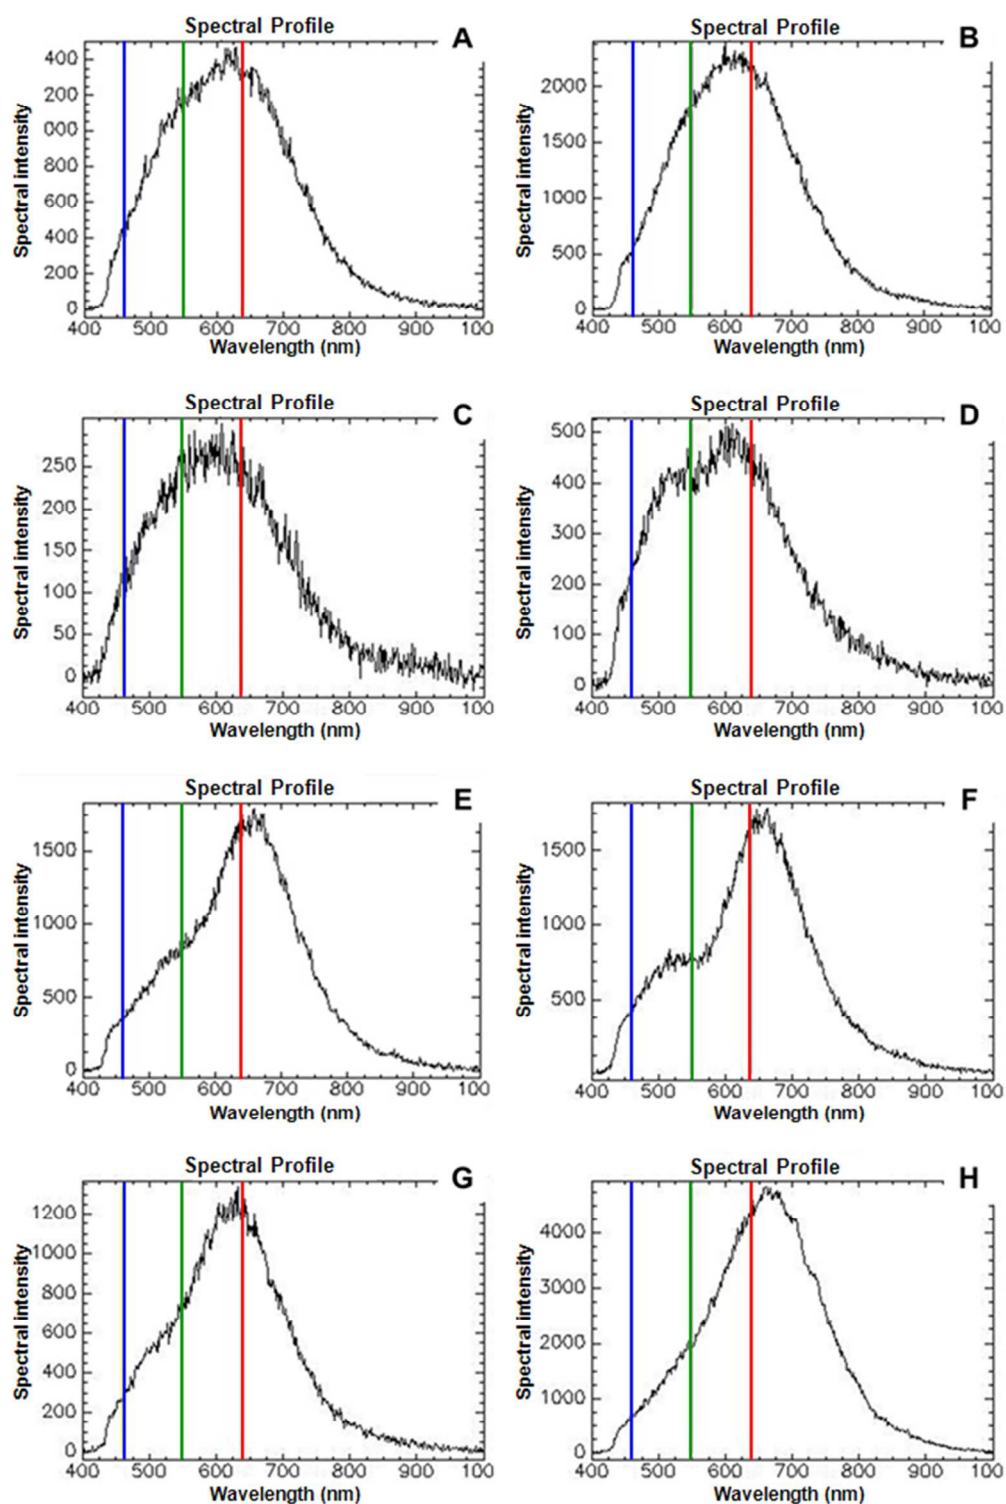 Spectral Profile A
Spectral intensity
400
200
000
800
600
400
200
0
400 500 600 700 800 900 100
Wavelength (nm)
Spectral Profile B
Spectral intensity
2000
1500
1000
500
0
400 500 600 700 800 900 100
Wavelength (nm)
Spectral Profile C
Spectral intensity
250
200
150
100
50
0
400 500 600 700 800 900 100
Wavelength (nm)
Spectral Profile D
Spectral intensity
500
400
300
200
100
0
400 500 600 700 800 900 100
Wavelength (nm)
Spectral Profile E
Spectral intensity
1500
1000
500
0
400 500 600 700 800 900 100
Wavelength (nm)
Spectral Profile F
Spectral intensity
1500
1000
500
0
400 500 600 700 800 900 100
Wavelength (nm)
Spectral Profile G
Spectral intensity
1200
1000
800
600
400
200
0
400 500 600 700 800 900 100
Wavelength (nm)
Spectral Profile H
Spectral intensity
4000
3000
2000
1000
0
400 500 600 700 800 900 100
Wavelength (nm)